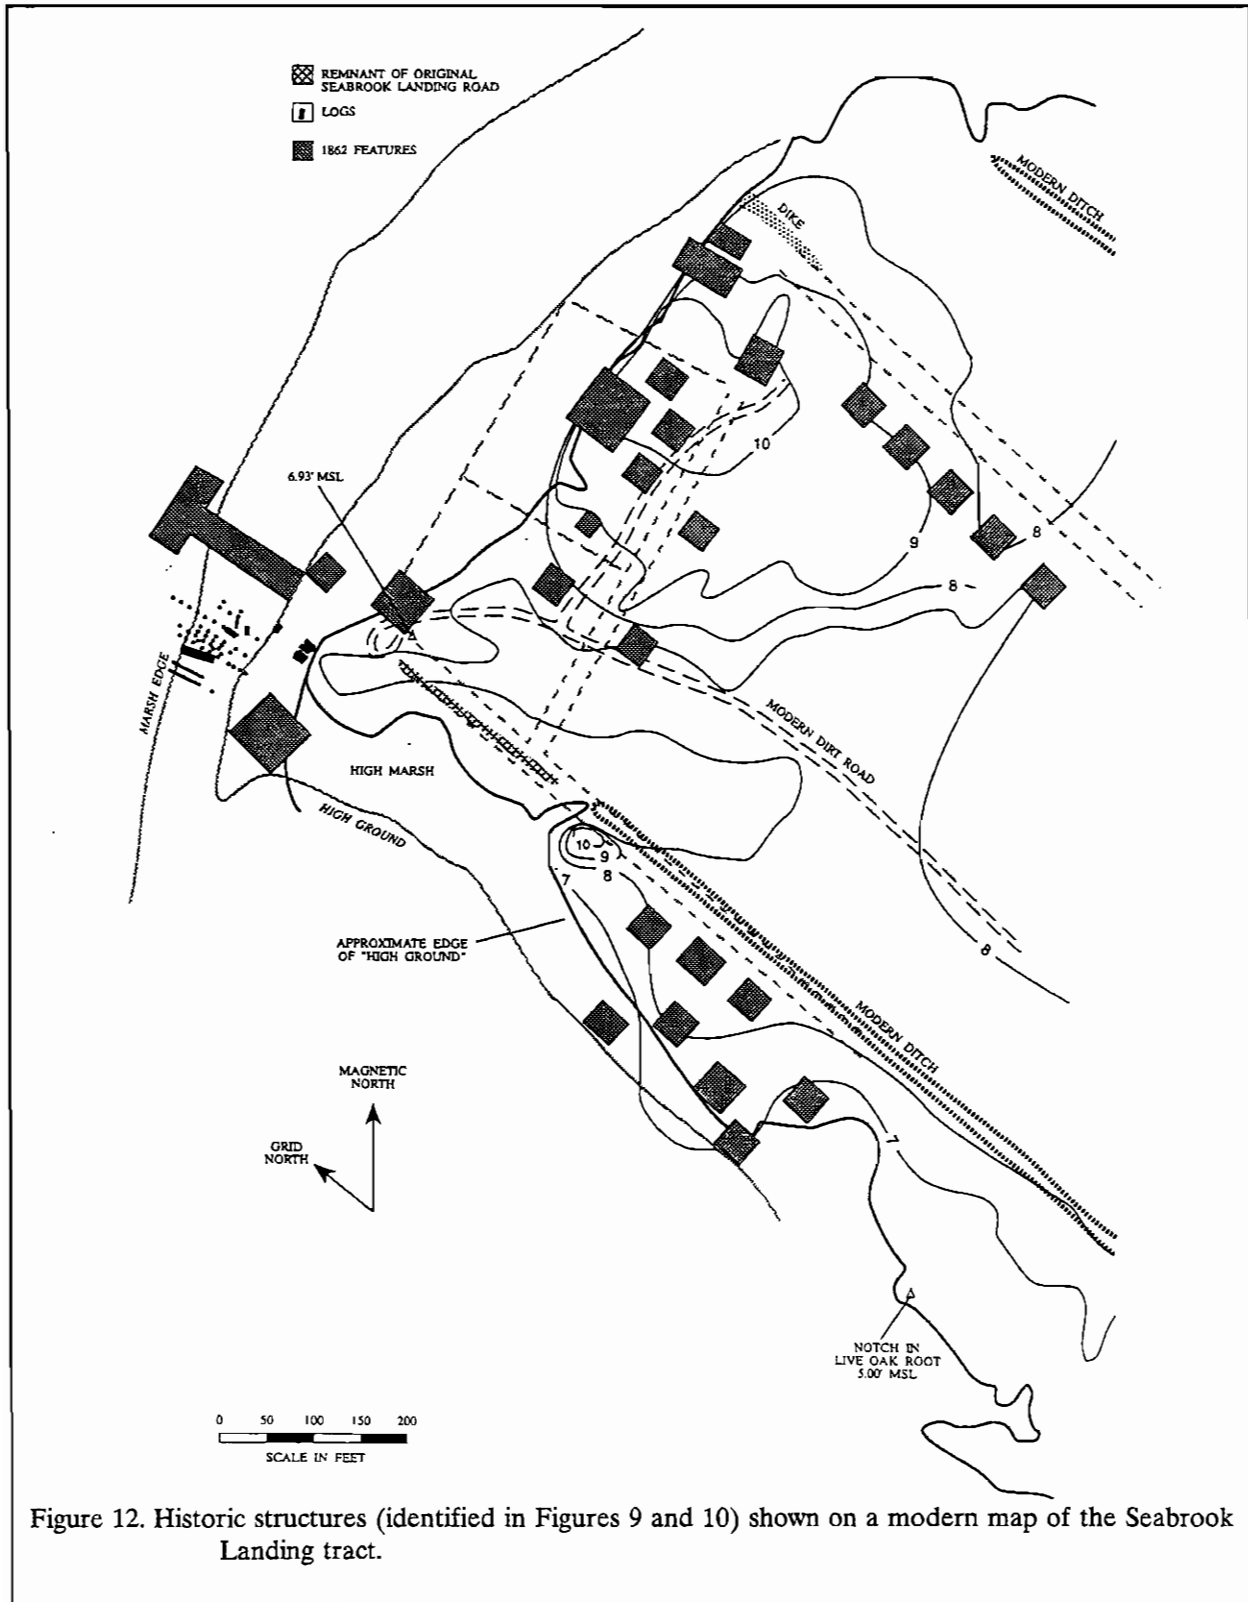 REMNANT OF ORIGINAL
SEABROOK LANDING ROAD
LOGS
1862 FEATURES
MODERN DITCH
DIKE
10
6.93' MSL
9
8
8
MARSH EDGE
MODERN DIRT ROAD
HIGH MARSH
HIGH GROUND
10
9
8
7
APPROXIMATE EDGE
OF "HIGH GROUND"
8
MODERN DITCH
MAGNETIC
NORTH
GRID
NORTH
7
NOTCH IN
LIVE OAK ROOT
5.00' MSL
0 50 100 150 200
SCALE IN FEET
Figure 12. Historic structures (identified in Figures 9 and 10) shown on a modern map of the Seabrook
Landing tract.